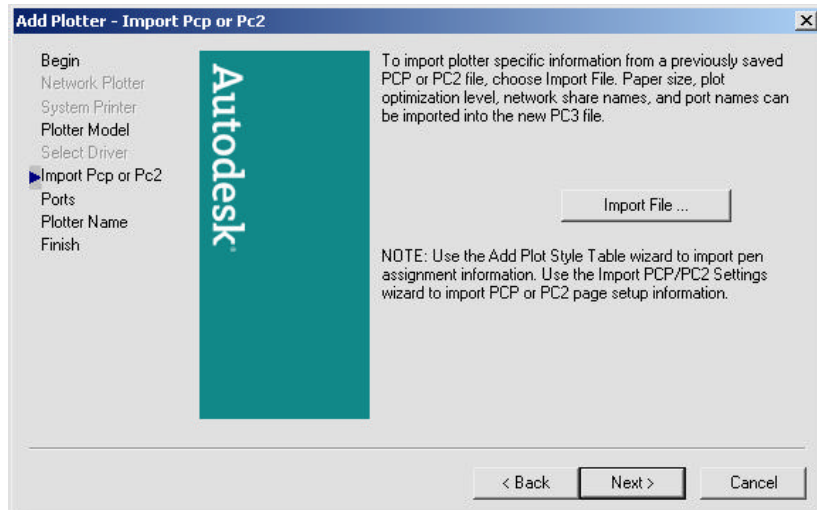 Add Plotter - Import Pcp or Pc2
Begin
Network Plotter
System Printer
Plotter Model
Select Driver
Import Pcp or Pc2
Ports
Plotter Name
Finish
Autodesk
To import plotter specific information from a previously saved
PCP or PC2 file, choose Import File. Paper size, plot
optimization level, network share names, and port names can
be imported into the new PC3 file.
Import File ...
NOTE: Use the Add Plot Style Table wizard to import pen
assignment information. Use the Import PCP/PC2 Settings
wizard to import PCP or PC2 page setup information.
< Back
Next >
Cancel